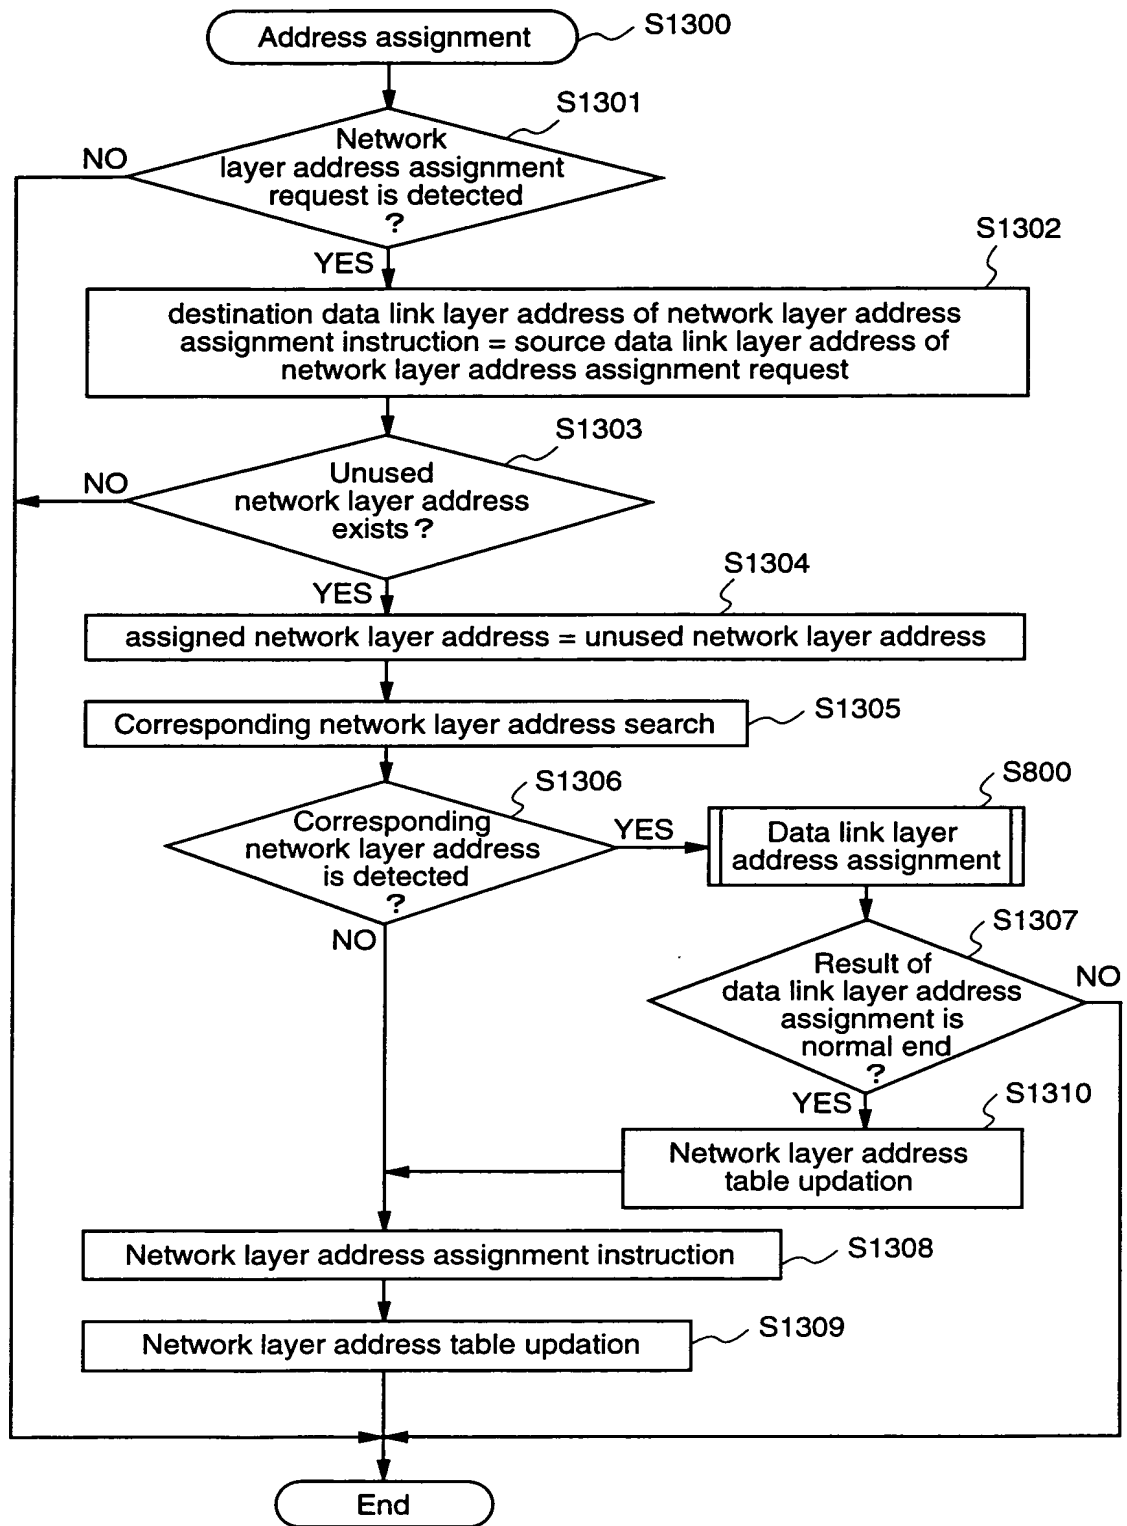 Address assignment
S1300
S1301
Network
layer address assignment
request is detected
?
NO
YES
S1302
destination data link layer address of network layer address
assignment instruction = source data link layer address of
network layer address assignment request
S1303
Unused
network layer address
exists ?
NO
YES
S1304
assigned network layer address = unused network layer address
Corresponding network layer address search
S1305
S1306
Corresponding
network layer address
is detected
?
YES
NO
S800
Data link layer
address assignment
S1307
Result of
data link layer address
assignment is
normal end
?
NO
YES
S1310
Network layer address
table updation
Network layer address assignment instruction
S1308
Network layer address table updation
S1309
End